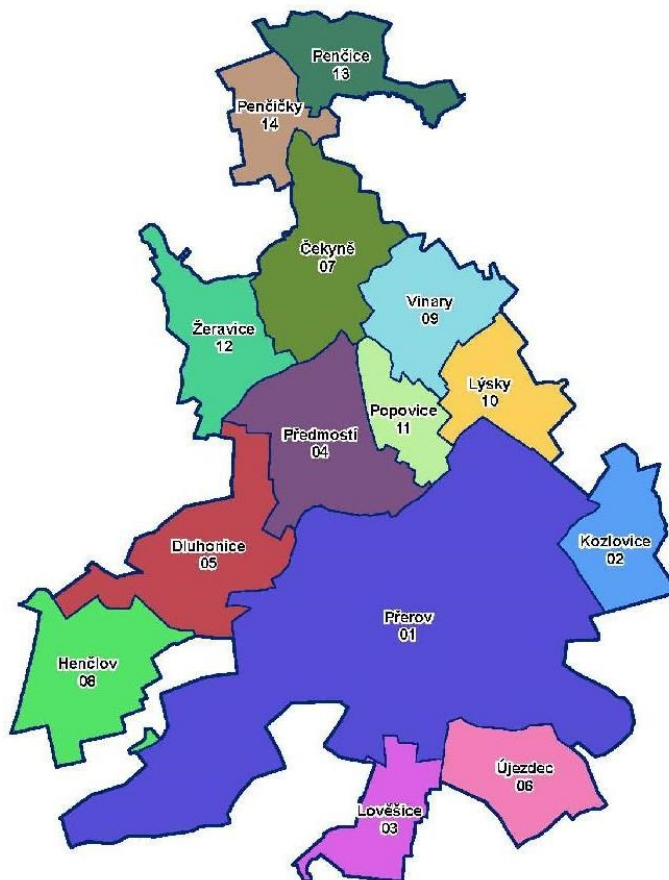 Penčice
13
Penčičky
14
Čekyně
07
Vinary
09
Žeravice
12
Lýsky
10
Popovice
11
Předmostí
04
Kozlovice
02
Dluhonice
05
Přerov
01
Henčlov
08
Újezdec
06
Lověšice
03